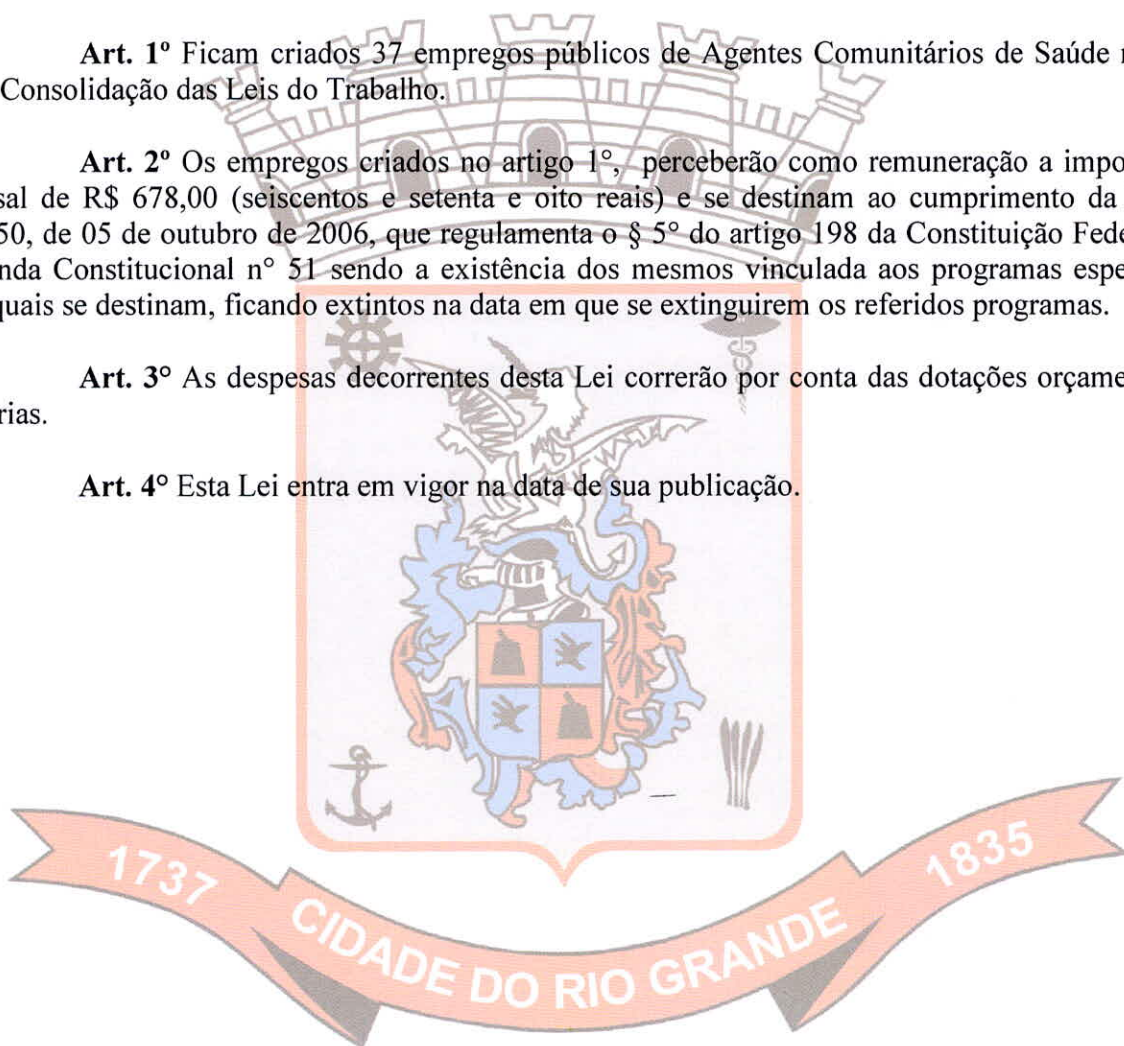 Art. 1º Ficam criados 37 empregos públicos de Agentes Comunitários de Saúde
Consolidação das Leis do Trabalho.
Art. 2º Os empregos criados no artigo 1°, perceberão como remuneração a impo
sal de R$ 678,00 (seiscentos e setenta e oito reais) e se destinam ao cumprimento da
50, de 05 de outubro de 2006, que regulamenta o § 5° do artigo 198 da Constituição Fede
nda Constitucional n° 51 sendo a existência dos mesmos vinculada aos programas espe
quais se destinam, ficando extintos na data em que se extinguirem os referidos programas.
Art. 3° As despesas decorrentes desta Lei correrão por conta das dotações orçame
rias.
Art. 4° Esta Lei entra em vigor na data de sua publicação.
1737 CIDADE DO RIO GRANDE 1835